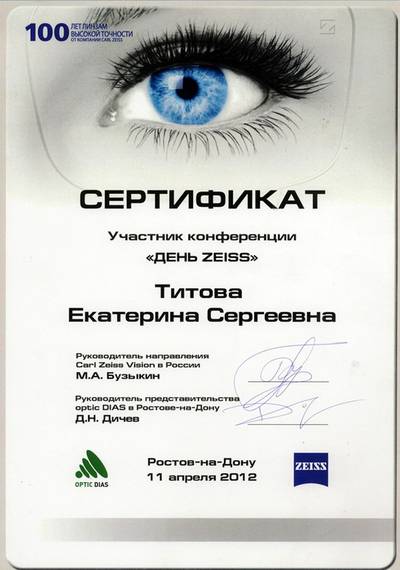 100 ЛЕТ ЛИНЗАМ
ВЫСОКОЙ ТОЧНОСТИ
ОТ КОМПАНИИ CARL ZEISS
СЕРТИФИКАТ
Участник конференции
«ДЕНЬ ZEISS»
Титова
Екатерина Сергеевна
Руководитель направления
Carl Zeiss Vision в России
М.А. Бузыкин
Руководитель представительства
optic DIAS в Ростове-на-Дону
Д.Н. Дичев
OPTIC DIAS
Ростов-на-Дону
11 апреля 2012
ZEISS